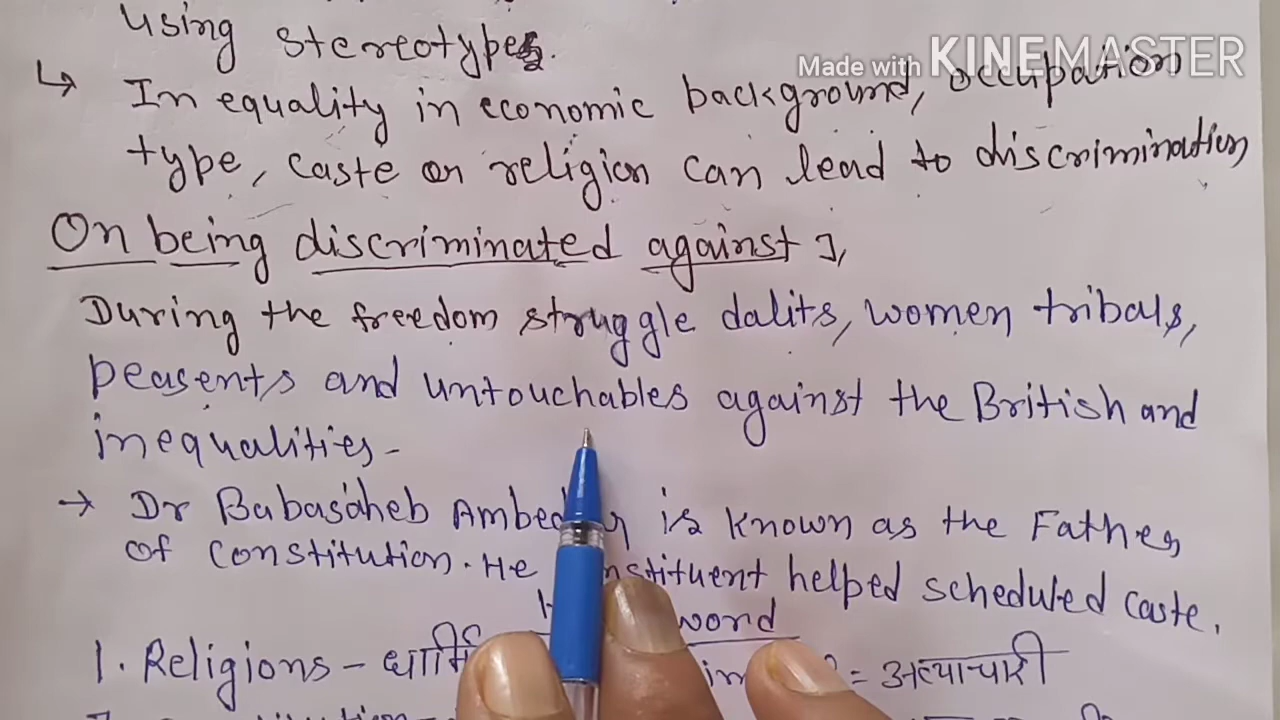 using stereotypes.
Made with KINEMASTER
↳ In equality in economic background, occupation
type, caste or religion can lead to discrimination
On being discriminated against ],
During the freedom struggle dalits, women tribals,
peasents and untouchables against the British and
inequalities-
→ Dr Babasaheb is known as the Father
of constitution. He helped scheduled caste.
word
1. Religions -
= अत्याचारी